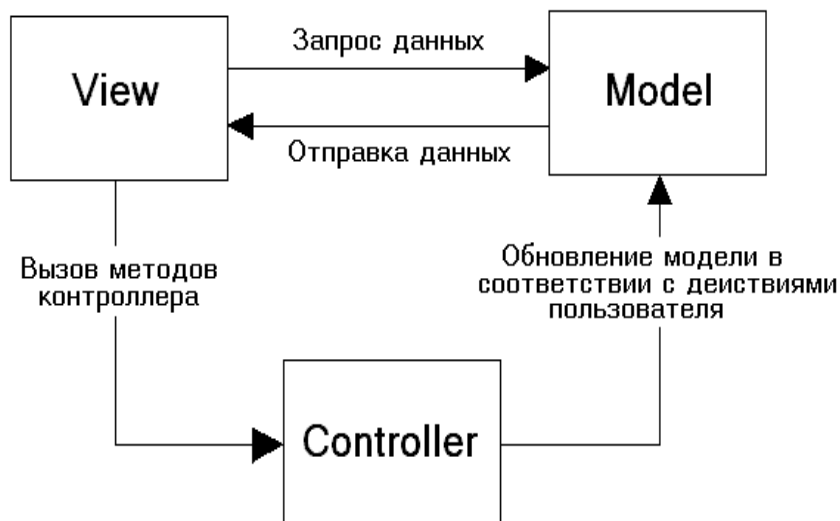 Запрос данных
View
Model
Отправка данных
Вызов методов
контроллера
Обновление модели в
соответствии с деиствиями
пользователя
Controller